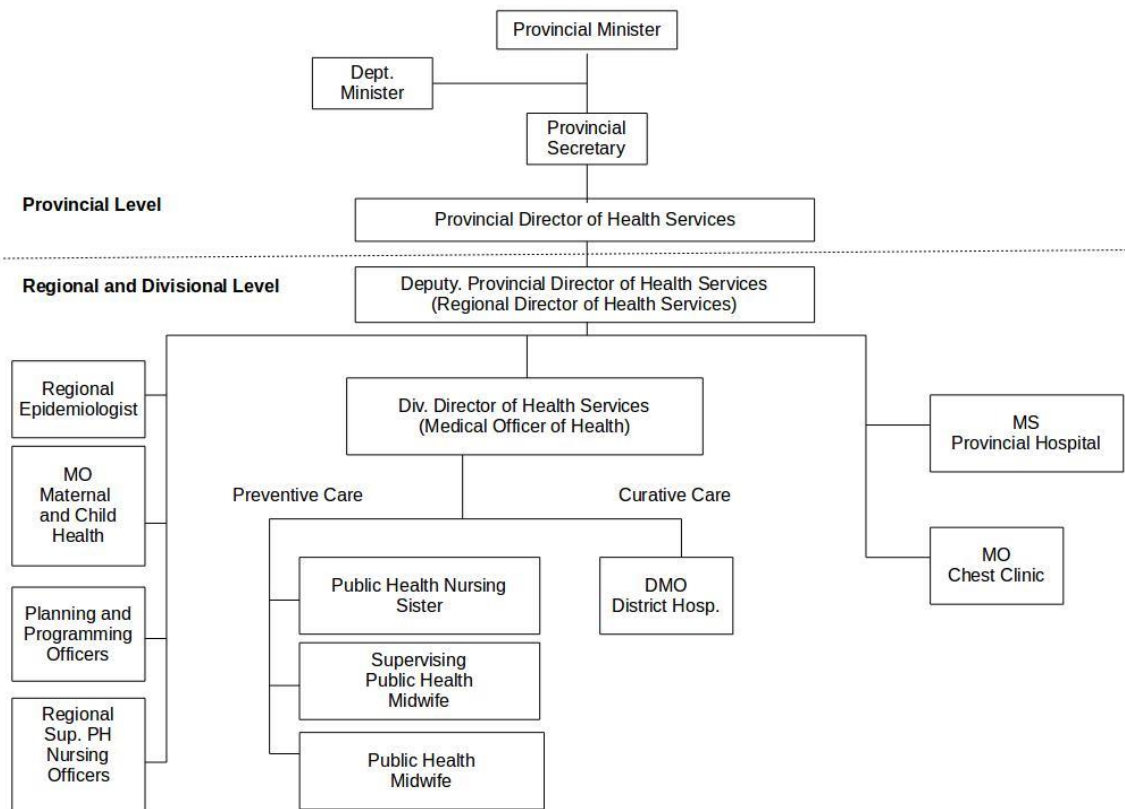 Provincial Minister
Dept.
Minister
Provincial
Secretary
Provincial Level
Provincial Director of Health Services
Regional and Divisional Level
Deputy. Provincial Director of Health Services
(Regional Director of Health Services)
Regional
Epidemiologist
MO
Maternal
and Child
Health
Planning and
Programming
Officers
Regional
Sup. PH
Nursing
Officers
Div. Director of Health Services
(Medical Officer of Health)
Preventive Care
Curative Care
Public Health Nursing
Sister
Supervising
Public Health
Midwife
Public Health
Midwife
DMO
District Hosp.
MS
Provincial Hospital
MO
Chest Clinic